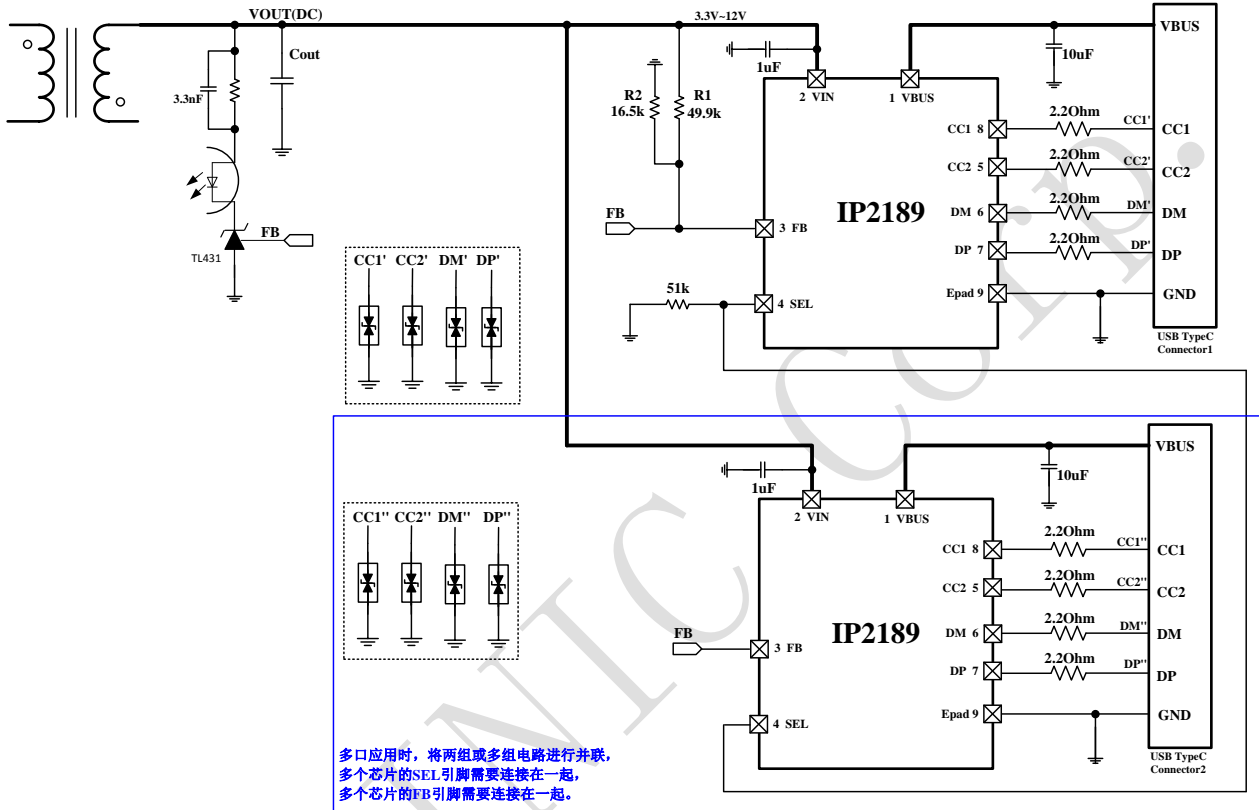 VOUT(DC)
3.3V~12V
Cout
3.3nF
FB
TL431
1uF
R2
16.5k
R1
49.9k
2 VIN
1 VBUS
10uF
VBUS
CC1 8
2.2Ohm
CC1'
CC1
CC2 5
2.2Ohm
CC2'
CC2
IP2189
DM 6
2.2Ohm
DM'
DM
FB
3 FB
DP 7
2.2Ohm
DP'
DP
51k
4 SEL
Epad 9
GND
USB TypeC
Connector1
CC1' CC2' DM' DP'
1uF
2 VIN
1 VBUS
10uF
VBUS
CC1'' CC2'' DM'' DP''
CC1 8
2.2Ohm
CC1''
CC1
CC2 5
2.2Ohm
CC2''
CC2
IP2189
DM 6
2.2Ohm
DM''
DM
FB
3 FB
DP 7
2.2Ohm
DP''
DP
4 SEL
Epad 9
GND
USB TypeC
Connector2
多口应用时，将两组或多组电路进行并联，
多个芯片的SEL引脚需要连接在一起，
多个芯片的FB引脚需要连接在一起。
NIC Corp.